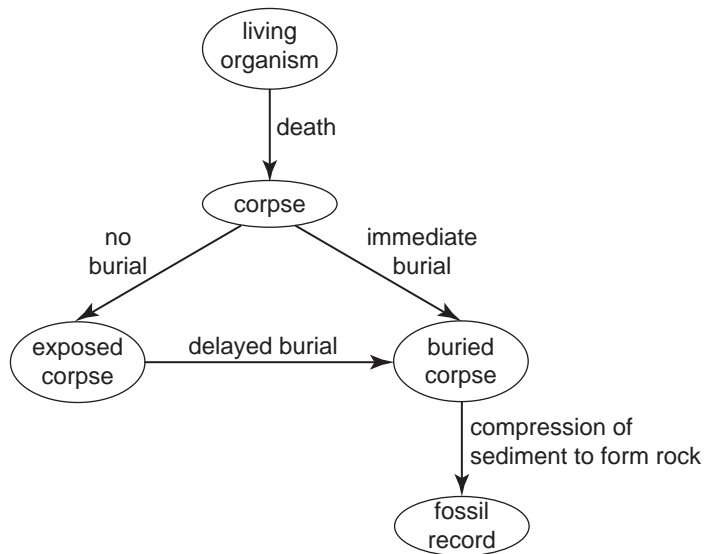 living
organism
death
corpse
no
burial
immediate
burial
exposed
corpse
delayed burial
buried
corpse
compression of
sediment to form rock
fossil
record